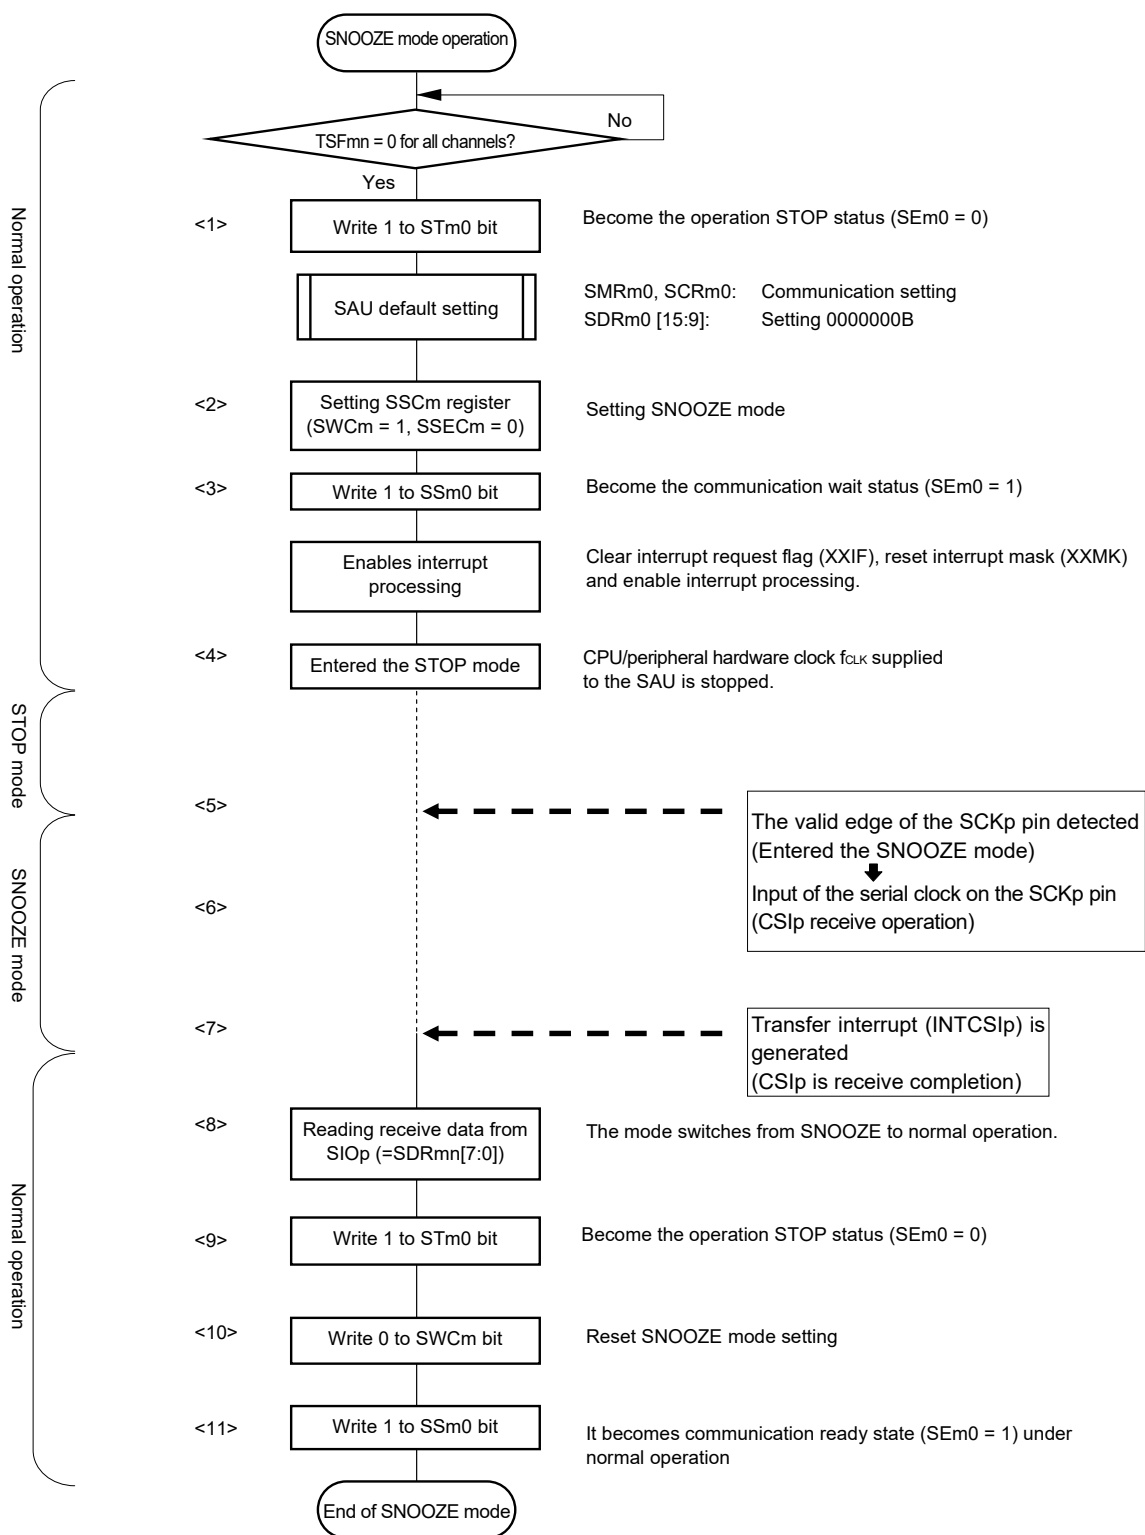 SNOOZE mode operation
No
TSFmn = 0 for all channels?
Yes
Normal operation
<1>
Write 1 to STm0 bit
Become the operation STOP status (SEm0 = 0)
SAU default setting
SMRm0, SCRm0: Communication setting
SDRm0 [15:9]: Setting 0000000B
<2>
Setting SSCm register
(SWCm = 1, SSECm = 0)
Setting SNOOZE mode
<3>
Write 1 to SSm0 bit
Become the communication wait status (SEm0 = 1)
Enables interrupt
processing
Clear interrupt request flag (XXIF), reset interrupt mask (XXMK)
and enable interrupt processing.
<4>
Entered the STOP mode
CPU/peripheral hardware clock fCLK supplied
to the SAU is stopped.
STOP mode
<5>
The valid edge of the SCKp pin detected
(Entered the SNOOZE mode)
Input of the serial clock on the SCKp pin
(CSIp receive operation)
SNOOZE mode
<6>
<7>
Transfer interrupt (INTCSIp) is
generated
(CSIp is receive completion)
Normal operation
<8>
Reading receive data from
SIOp (=SDRmn[7:0])
The mode switches from SNOOZE to normal operation.
<9>
Write 1 to STm0 bit
Become the operation STOP status (SEm0 = 0)
<10>
Write 0 to SWCm bit
Reset SNOOZE mode setting
<11>
Write 1 to SSm0 bit
It becomes communication ready state (SEm0 = 1) under
normal operation
End of SNOOZE mode